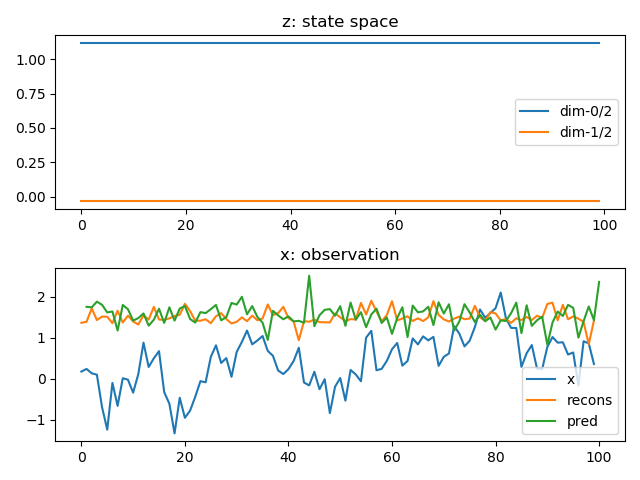 z: state space
1.00
0.75
0.50
0.25
0.00
dim-0/2
dim-1/2
0 20 40 60 80 100
x: observation
2
1
0
−1
x
recons
pred
0 20 40 60 80 100